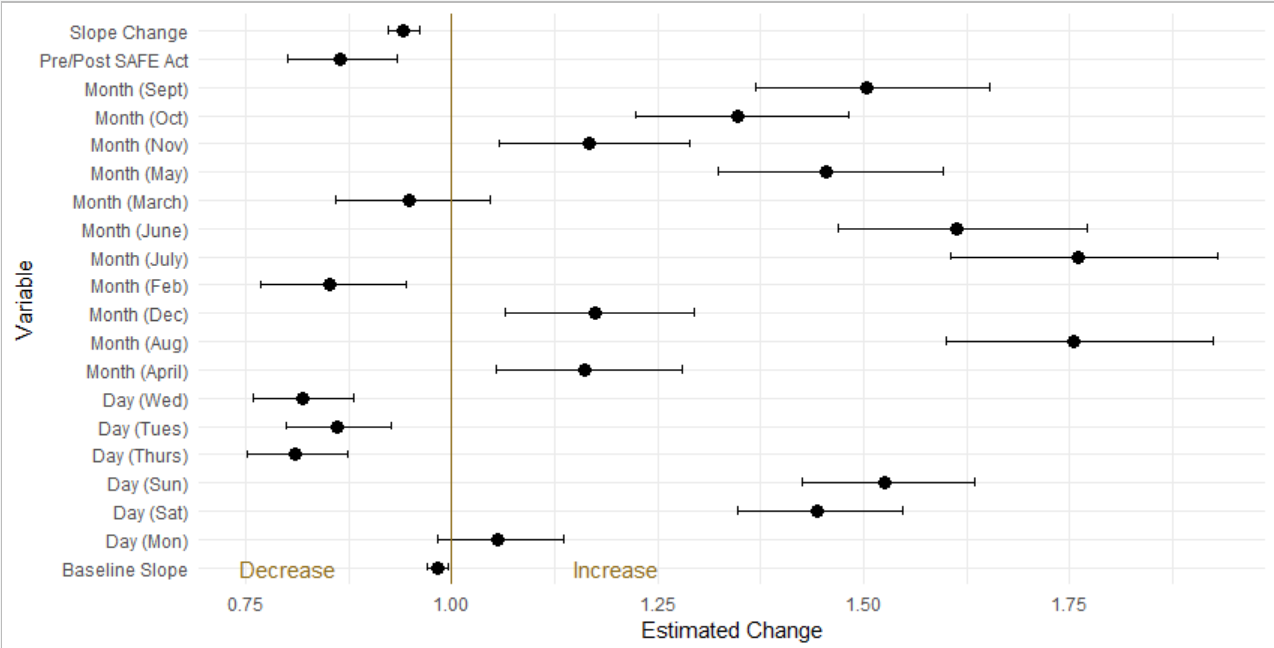 Variable
Slope Change
Pre/Post SAFE Act
Month (Sept)
Month (Oct)
Month (Nov)
Month (May)
Month (March)
Month (June)
Month (July)
Month (Feb)
Month (Dec)
Month (Aug)
Month (April)
Day (Wed)
Day (Tues)
Day (Thurs)
Day (Sun)
Day (Sat)
Day (Mon)
Baseline Slope
Decrease Increase
0.75 1.00 1.25 1.50 1.75
Estimated Change